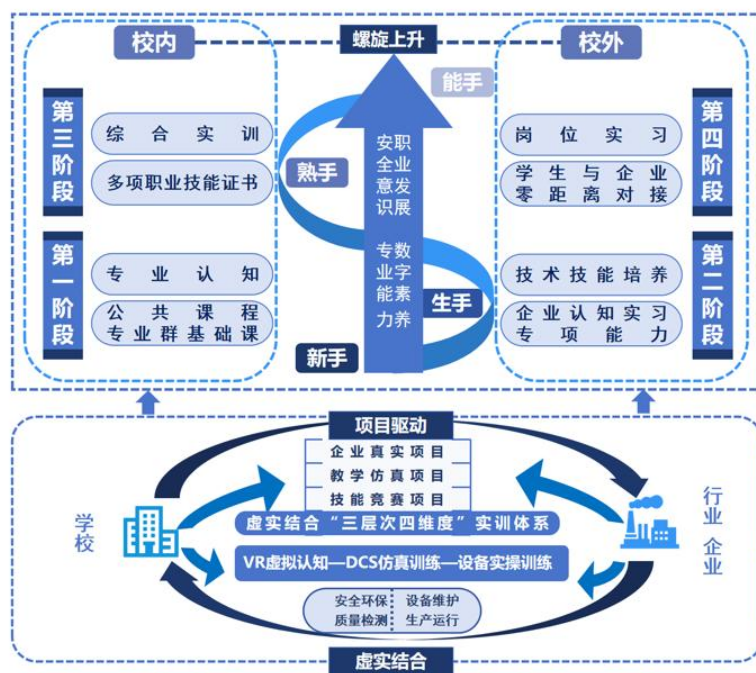 校内
螺旋上升
校外
能手
第三阶段
综合实训
多项职业技能证书
熟手
安全意识
职业发展
岗位实习
学生与企业
零距离对接
第四阶段
第一阶段
专业认知
公共课程
专业群基础课
专业能力
数字素养
生手
新手
技术技能培养
企业认知实习
专项能力
第二阶段
项目驱动
企业真实项目
教学仿真项目
技能竞赛项目
学校
行业 企业
虚实结合“三层次四维度”实训体系
VR虚拟认知—DCS仿真训练—设备实操训练
安全环保 设备维护
质量检测 生产运行
虚实结合